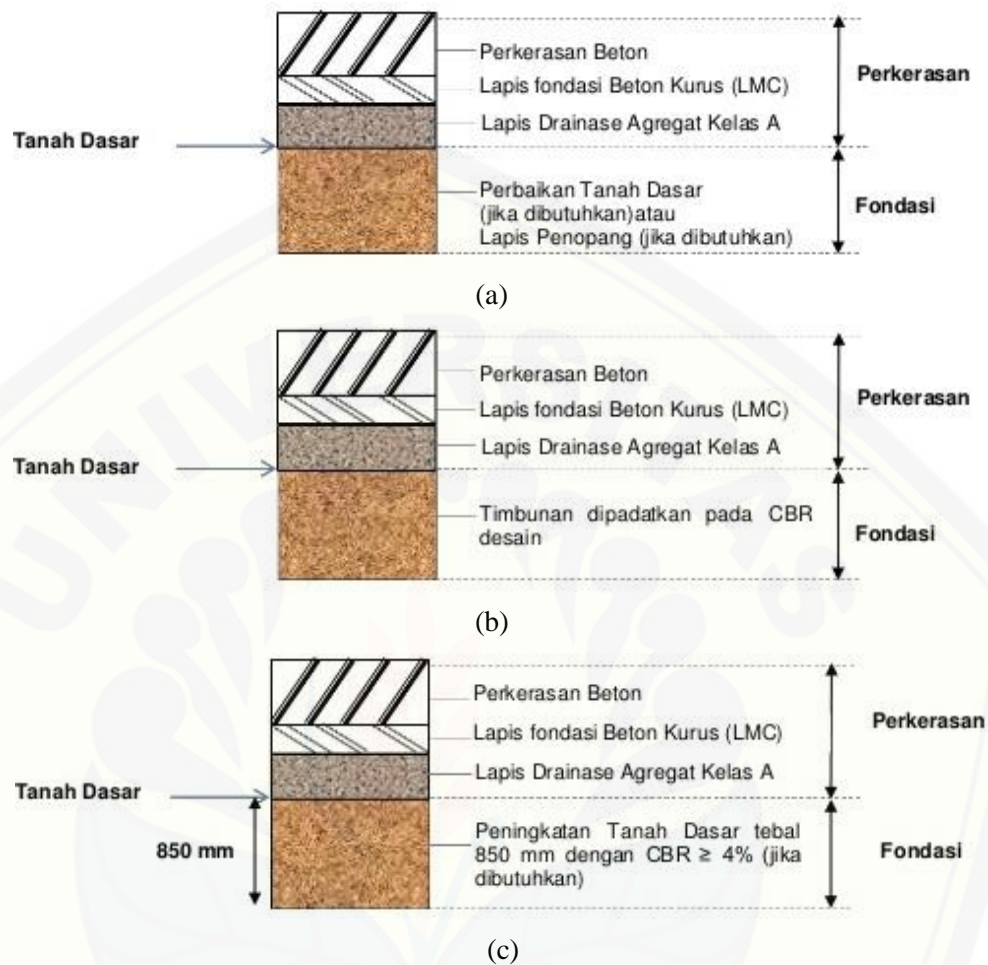 Perkerasan Beton
Perkerasan
Lapis fondasi Beton Kurus (LMC)
Lapis Drainase Agregat Kelas A
Tanah Dasar
Perbaikan Tanah Dasar
(jika dibutuhkan)atau
Lapis Penopang (jika dibutuhkan)
Fondasi
(a)
Perkerasan Beton
Perkerasan
Lapis fondasi Beton Kurus (LMC)
Lapis Drainase Agregat Kelas A
Tanah Dasar
Timbunan dipadatkan pada CBR
desain
Fondasi
(b)
Perkerasan Beton
Perkerasan
Lapis fondasi Beton Kurus (LMC)
Lapis Drainase Agregat Kelas A
Tanah Dasar
850 mm
Peningkatan Tanah Dasar tebal
850 mm dengan CBR ≥ 4% (jika
dibutuhkan)
Fondasi
(c)
UNIVERSITAS